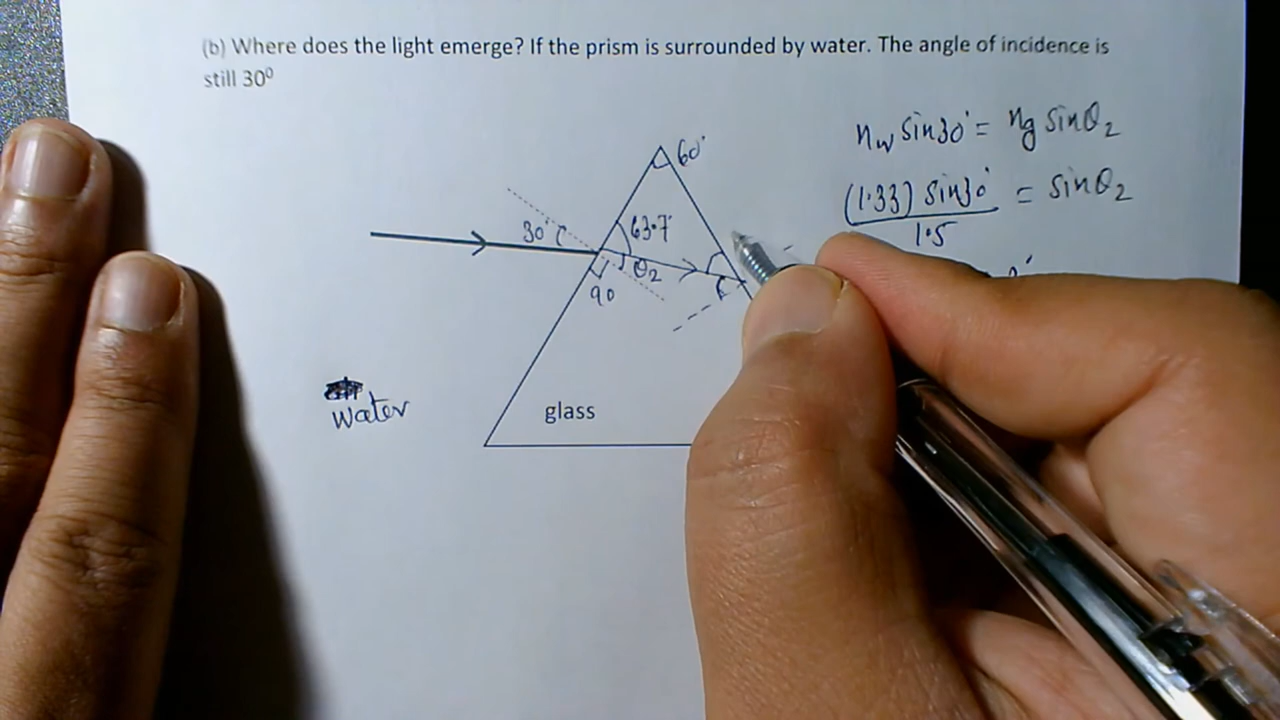 (b) Where does the light emerge? If the prism is surrounded by water. The angle of incidence is
still 30⁰
n_w sin30° = n_g sinθ₂
(1.33) sin30° = sinθ₂
1.5
60°
30°
63.7°
θ₂
90
Water
glass